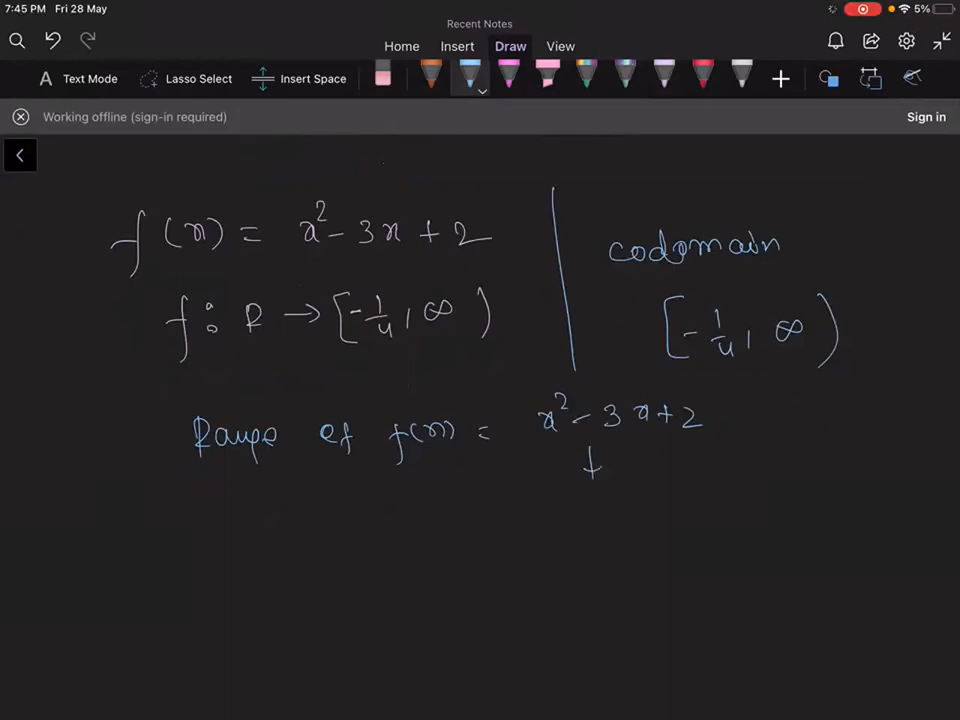 7:45 PM Fri 28 May 5%
Recent Notes
Home Insert Draw View
A Text Mode Lasso Select Insert Space
Working offline (sign-in required) Sign in
f(x) = x² - 3x + 2
f : R → [-1/4, ∞)
codomain
[-1/4, ∞)
Range of f(x) = x² - 3x + 2